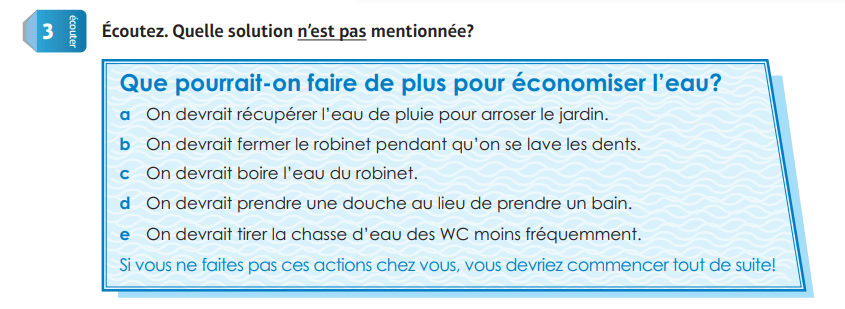 3 écouter Écoutez. Quelle solution n'est pas mentionnée?
Que pourrait-on faire de plus pour économiser l'eau?
a On devrait récupérer l'eau de pluie pour arroser le jardin.
b On devrait fermer le robinet pendant qu'on se lave les dents.
c On devrait boire l'eau du robinet.
d On devrait prendre une douche au lieu de prendre un bain.
e On devrait tirer la chasse d'eau des WC moins fréquemment.
Si vous ne faites pas ces actions chez vous, vous devriez commencer tout de suite!